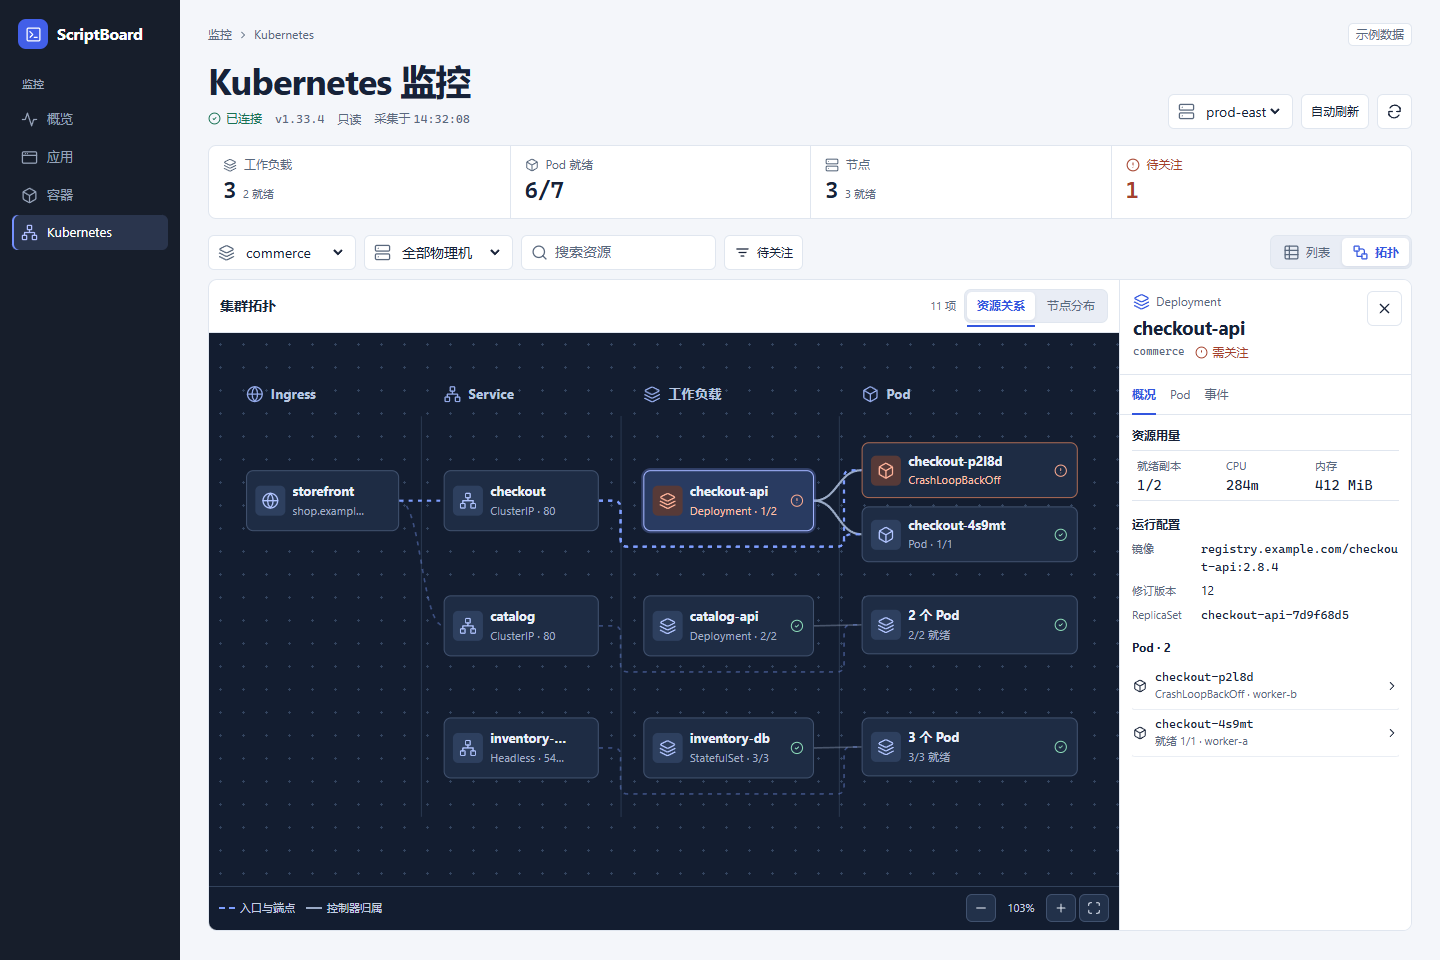 ScriptBoard
监控
概览
应用
容器
Kubernetes
监控 > Kubernetes
示例数据
Kubernetes 监控
已连接 v1.33.4 只读 采集于 14:32:08
prod-east
自动刷新
工作负载
3 2 就绪
Pod 就绪
6/7
节点
3 3 就绪
待关注
1
commerce
全部物理机
搜索资源
待关注
列表
拓扑
集群拓扑
11 项
资源关系
节点分布
Ingress
Service
工作负载
Pod
storefront
shop.exampl...
checkout
ClusterIP · 80
checkout-api
Deployment · 1/2
checkout-p2l8d
CrashLoopBackOff
checkout-4s9mt
Pod · 1/1
catalog
ClusterIP · 80
catalog-api
Deployment · 2/2
2 个 Pod
2/2 就绪
inventory-...
Headless · 54...
inventory-db
StatefulSet · 3/3
3 个 Pod
3/3 就绪
入口与端点
控制器归属
103%
Deployment
checkout-api
commerce 需关注
概况
Pod
事件
资源用量
就绪副本 CPU 内存
1/2 284m 412 MiB
运行配置
镜像 registry.example.com/checkou
t-api:2.8.4
修订版本 12
ReplicaSet checkout-api-7d9f68d5
Pod · 2
checkout-p2l8d
CrashLoopBackOff · worker-b
checkout-4s9mt
就绪 1/1 · worker-a